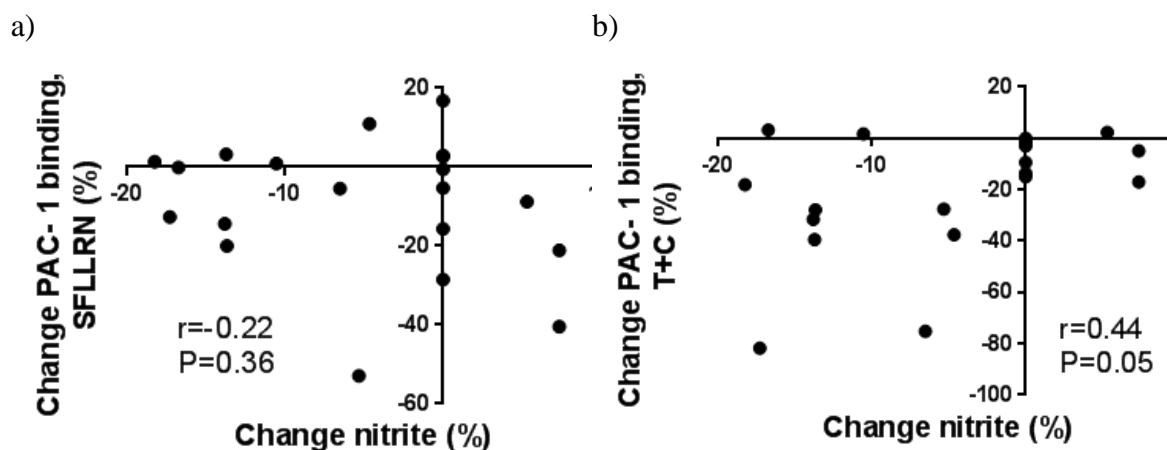 a)
Change PAC- 1 binding,
SFLLRN (%)
20
-20
-10
-20
-40
-60
r=-0.22
P=0.36
Change nitrite (%)
b)
Change PAC- 1 binding,
T+C (%)
20
-20
-10
-20
-40
-60
-80
-100
r=0.44
P=0.05
Change nitrite (%)